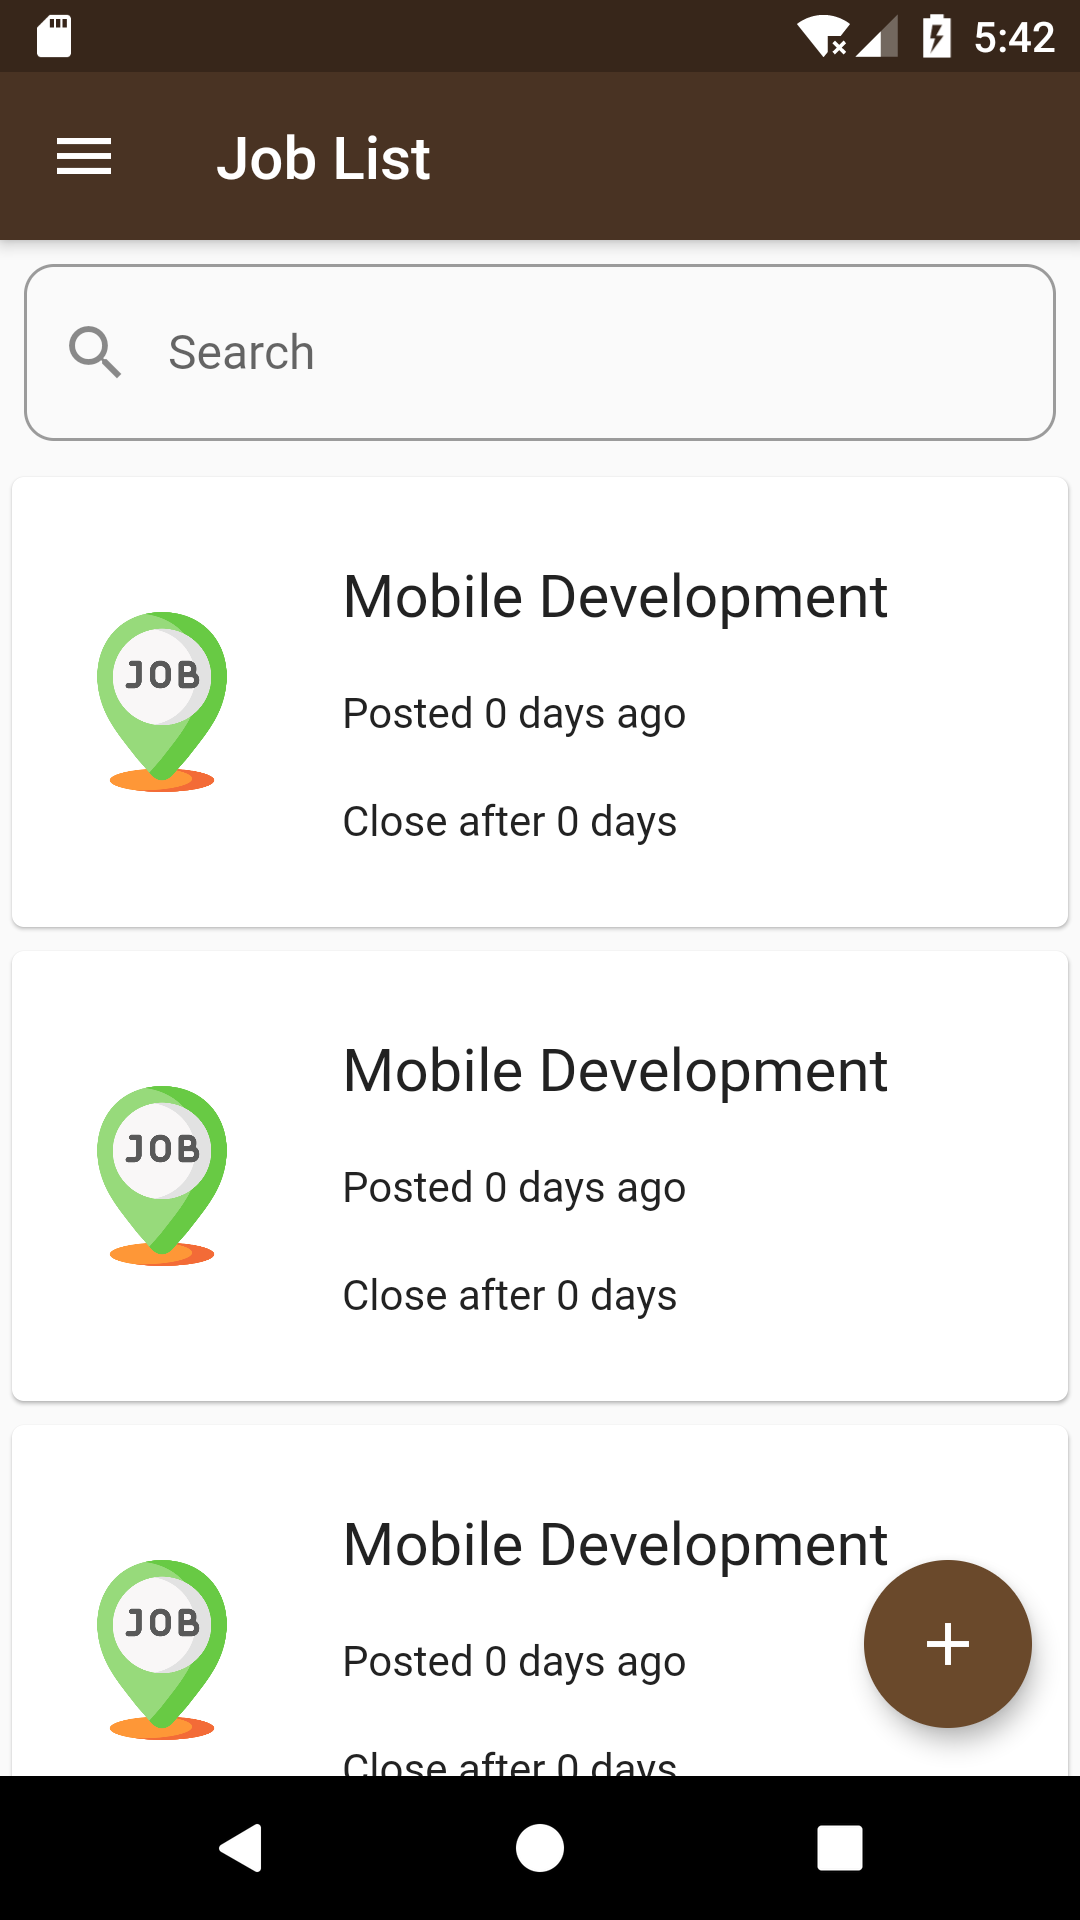 5:42
Job List
Search
Mobile Development
JOB
Posted 0 days ago
Close after 0 days
Mobile Development
JOB
Posted 0 days ago
Close after 0 days
Mobile Development
JOB
Posted 0 days ago
Close after 0 days